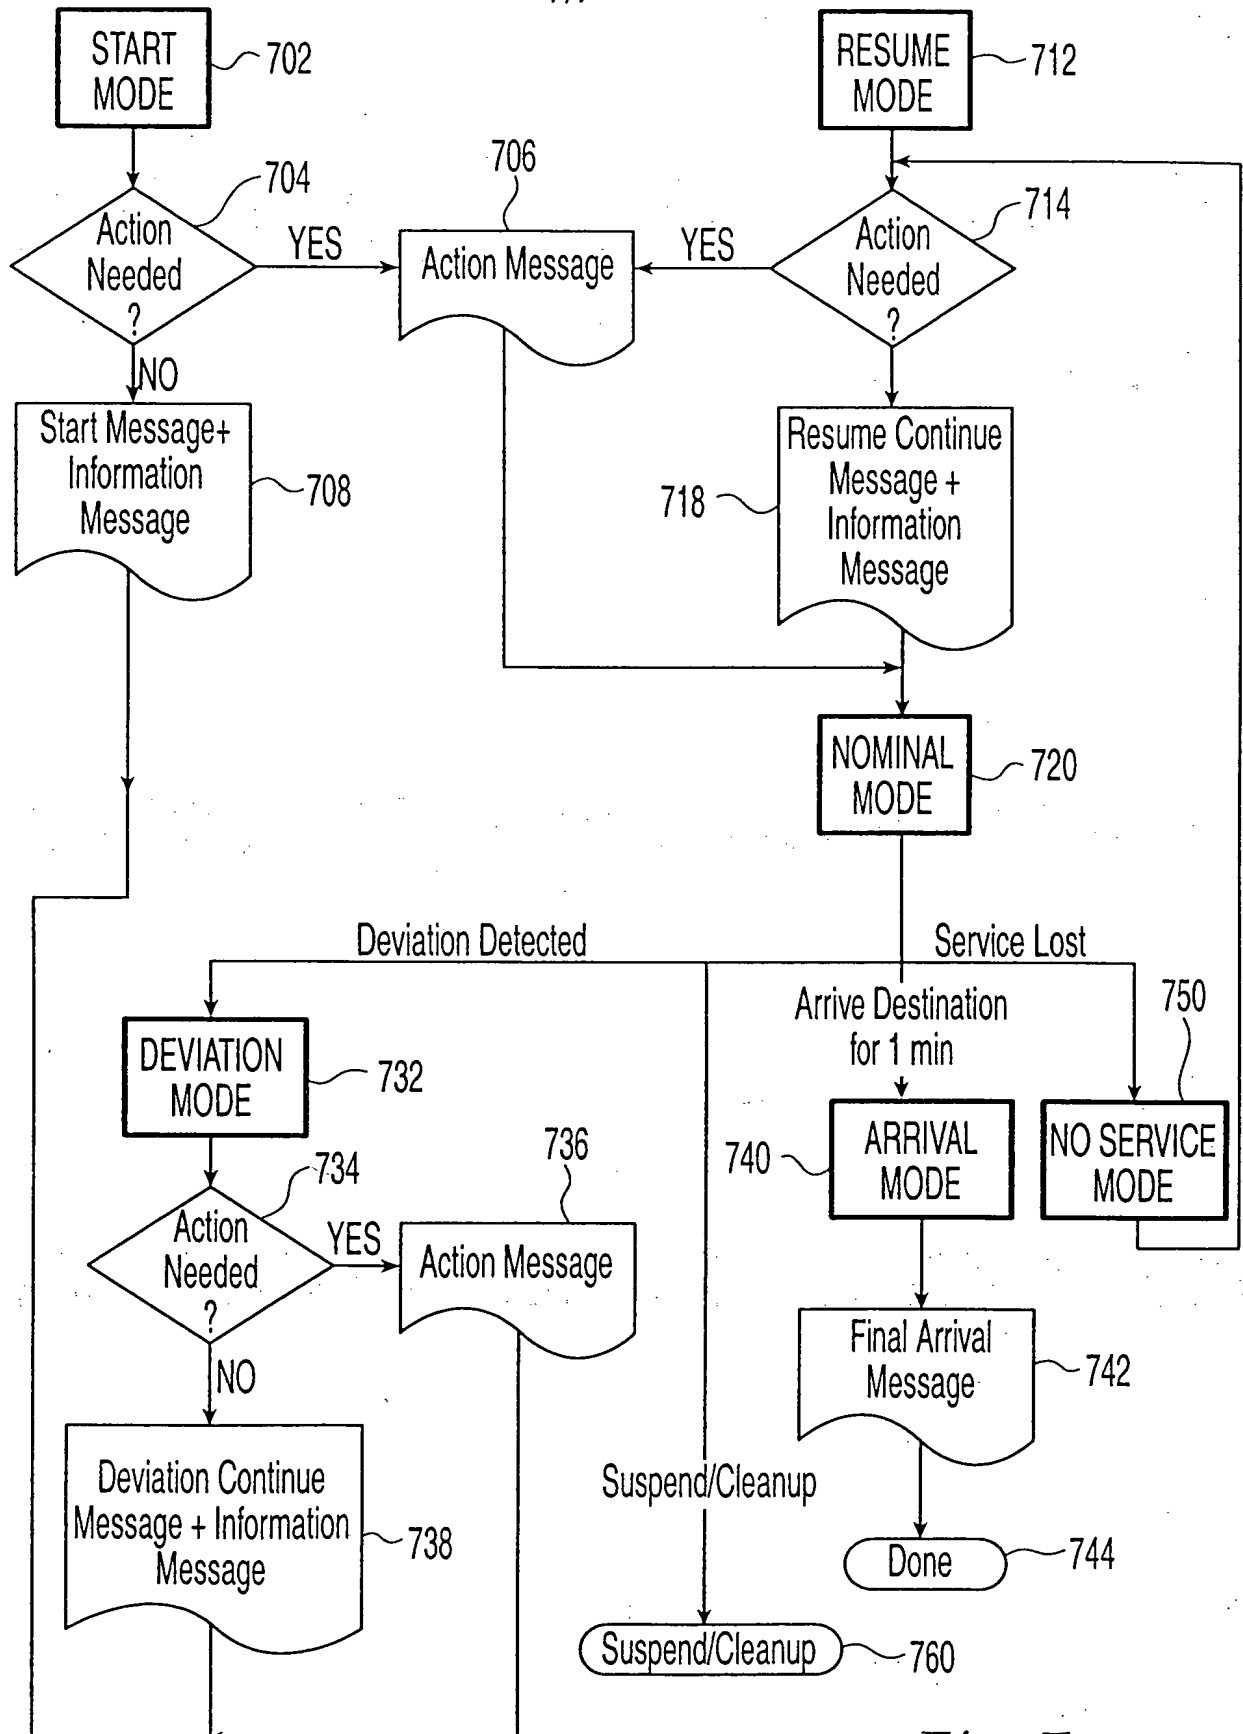 START
MODE
702
RESUME
MODE
712
704
Action
Needed
?
YES
706
Action Message
YES
714
Action
Needed
?
NO
Start Message+
Information
Message
708
Resume Continue
Message +
Information
Message
718
NOMINAL
MODE
720
Deviation Detected
Service Lost
Arrive Destination
for 1 min
750
DEVIATION
MODE
732
740
ARRIVAL
MODE
NO SERVICE
MODE
734
Action
Needed
?
YES
736
Action Message
NO
Final Arrival
Message
742
Deviation Continue
Message + Information
Message
738
Suspend/Cleanup
Done
744
Suspend/Cleanup
760